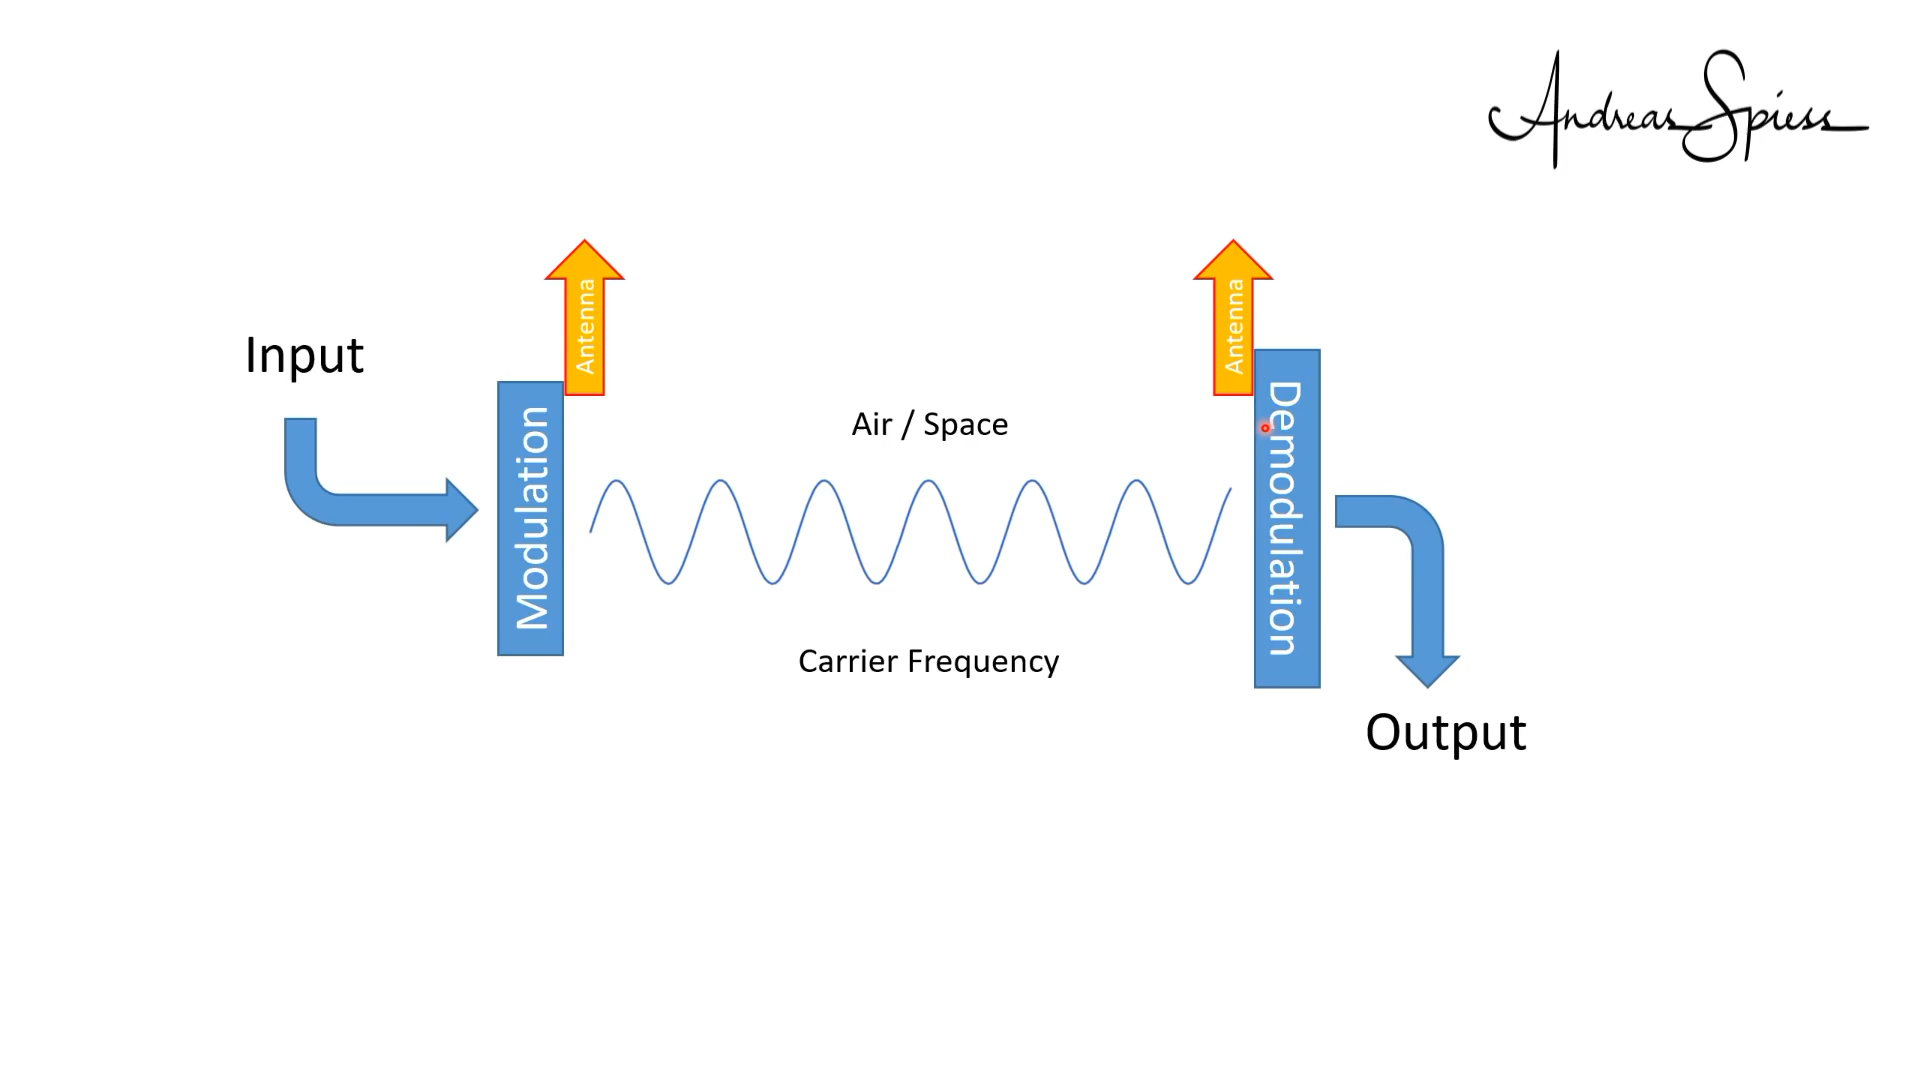 Andreas Spiess
Antenna
Antenna
Input
Modulation
Air / Space
Demodulation
Carrier Frequency
Output